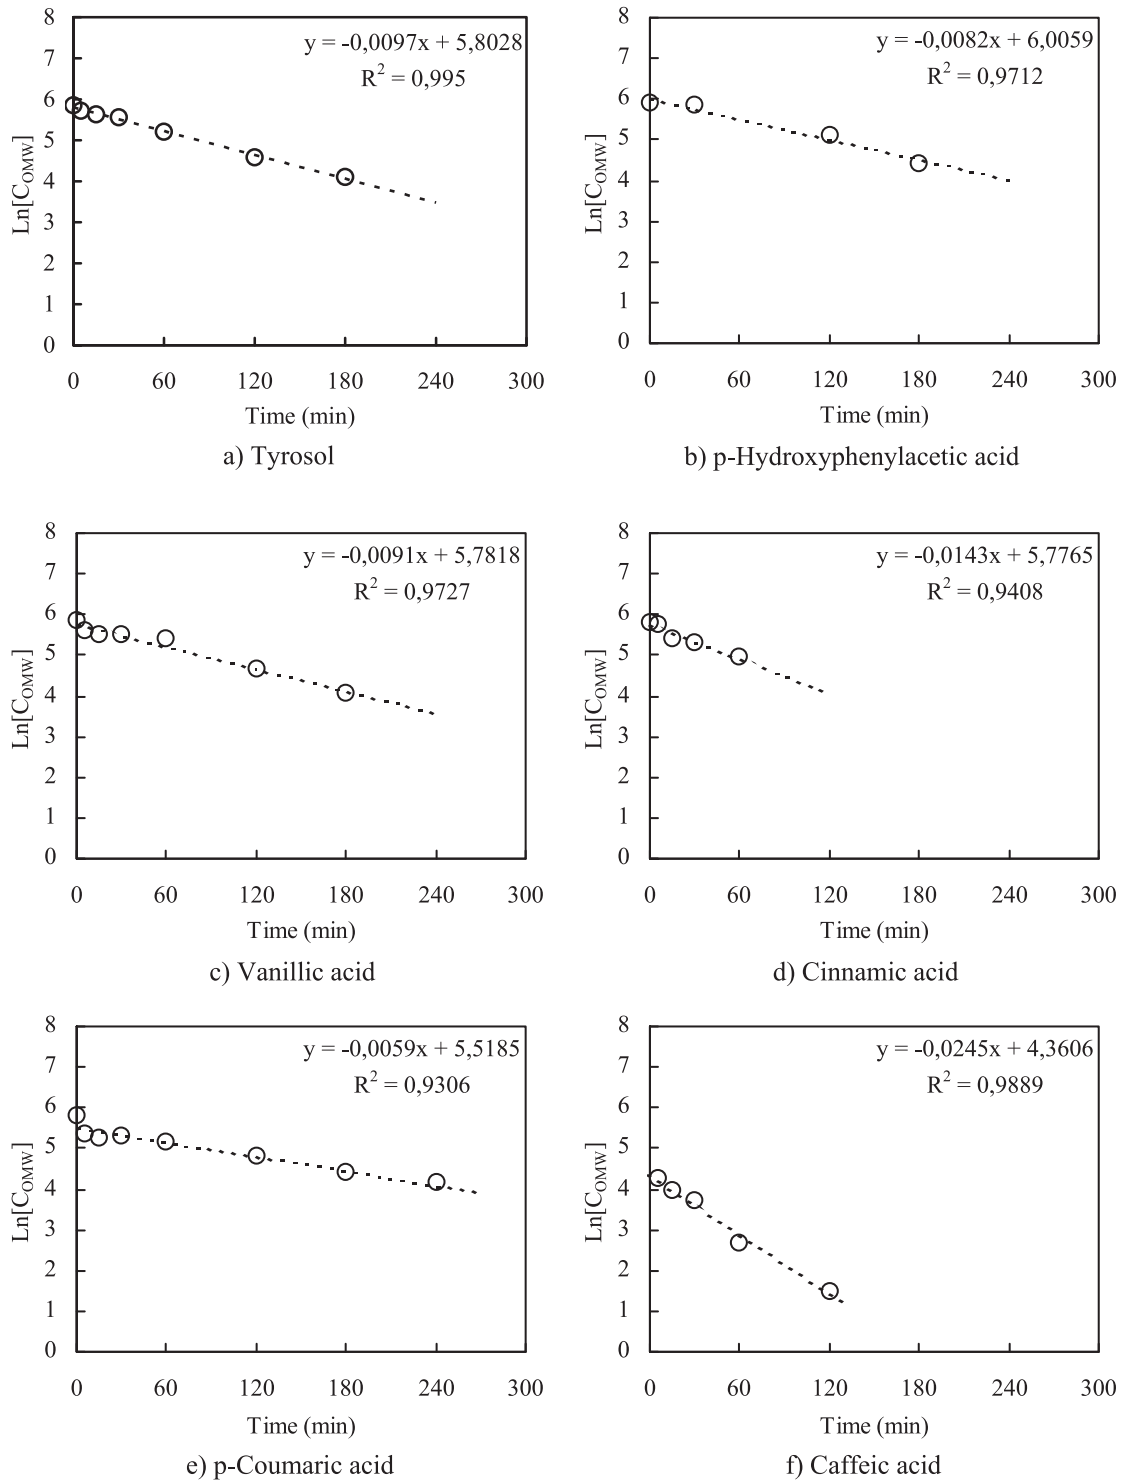 8
7
6
5
4
3
2
1
0
Ln[C_OMW]
y = -0,0097x + 5,8028
R² = 0,995
0 60 120 180 240 300
Time (min)
a) Tyrosol
8
7
6
5
4
3
2
1
0
Ln[C_OMW]
y = -0,0082x + 6,0059
R² = 0,9712
0 60 120 180 240 300
Time (min)
b) p-Hydroxyphenylacetic acid
8
7
6
5
4
3
2
1
0
Ln[C_OMW]
y = -0,0091x + 5,7818
R² = 0,9727
0 60 120 180 240 300
Time (min)
c) Vanillic acid
8
7
6
5
4
3
2
1
0
Ln[C_OMW]
y = -0,0143x + 5,7765
R² = 0,9408
0 60 120 180 240 300
Time (min)
d) Cinnamic acid
8
7
6
5
4
3
2
1
0
Ln[C_OMW]
y = -0,0059x + 5,5185
R² = 0,9306
0 60 120 180 240 300
Time (min)
e) p-Coumaric acid
8
7
6
5
4
3
2
1
0
Ln[C_OMW]
y = -0,0245x + 4,3606
R² = 0,9889
0 60 120 180 240 300
Time (min)
f) Caffeic acid